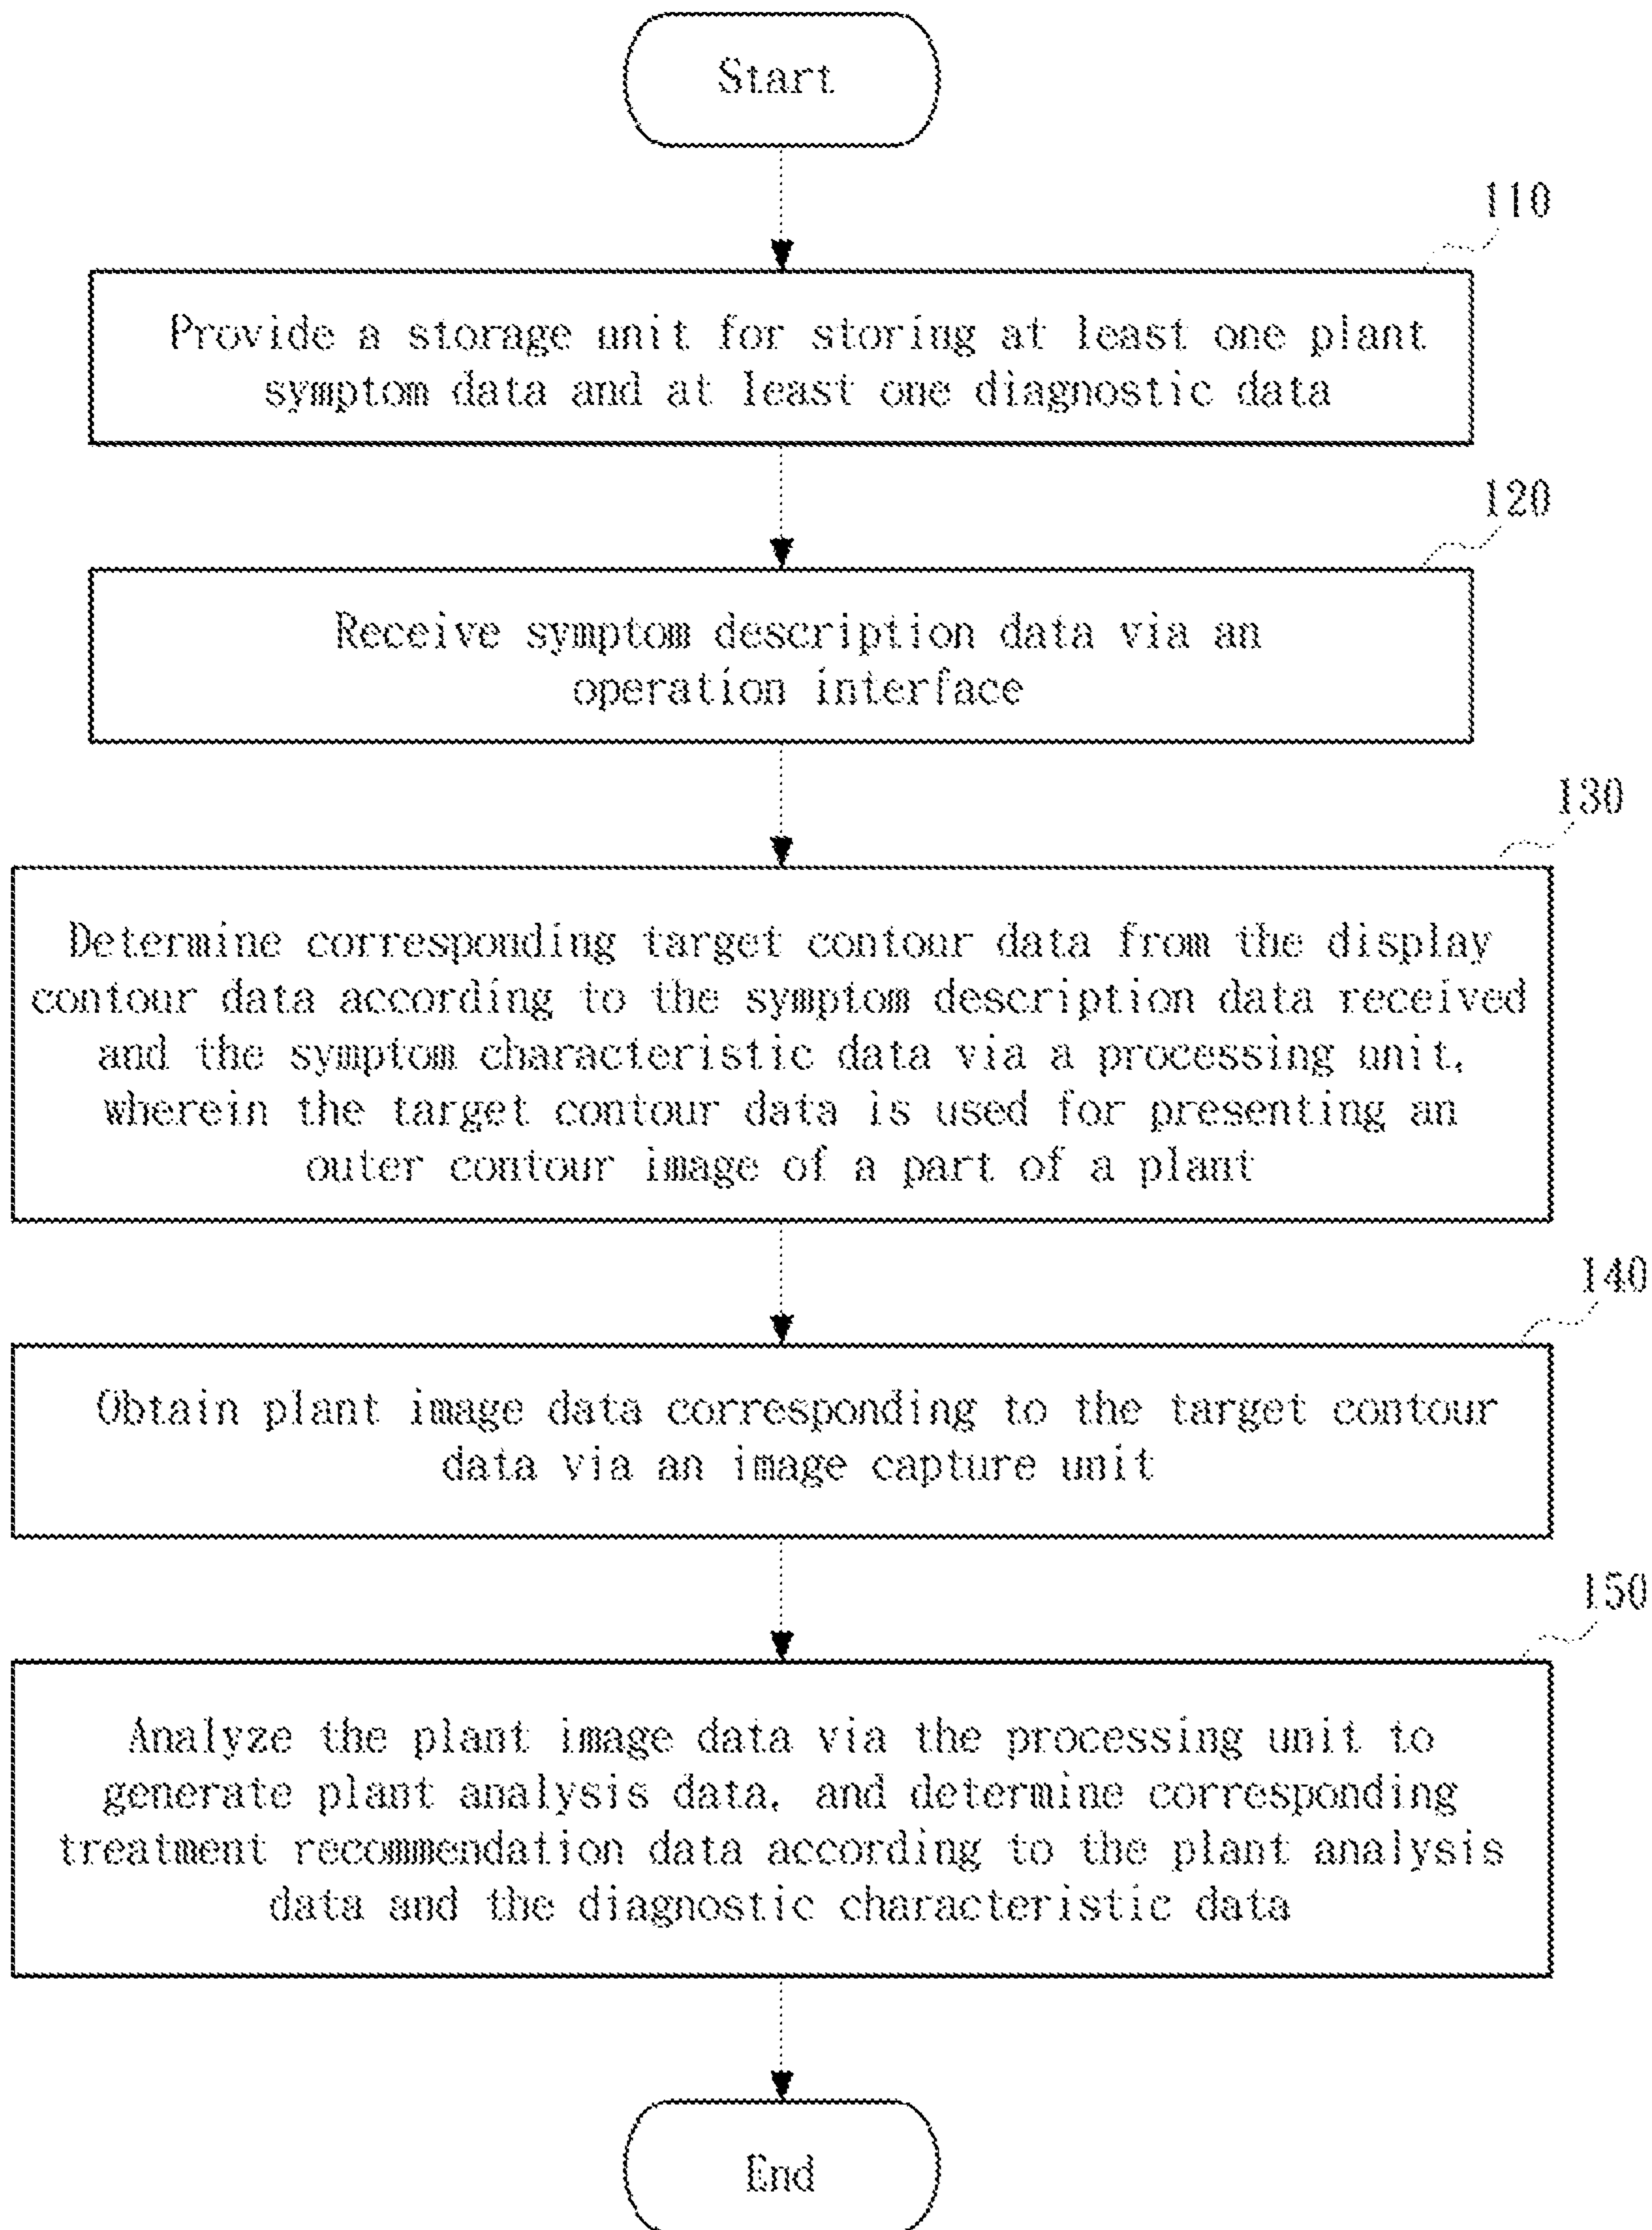 Start
110
Provide a storage unit for storing at least one plant
symptom data and at least one diagnostic data
120
Receive symptom description data via an
operation interface
130
Determine corresponding target contour data from the display
contour data according to the symptom description data received
and the symptom characteristic data via a processing unit,
wherein the target contour data is used for presenting an
outer contour image of a part of a plant
140
Obtain plant image data corresponding to the target contour
data via an image capture unit
150
Analyze the plant image data via the processing unit to
generate plant analysis data, and determine corresponding
treatment recommendation data according to the plant analysis
data and the diagnostic characteristic data
End